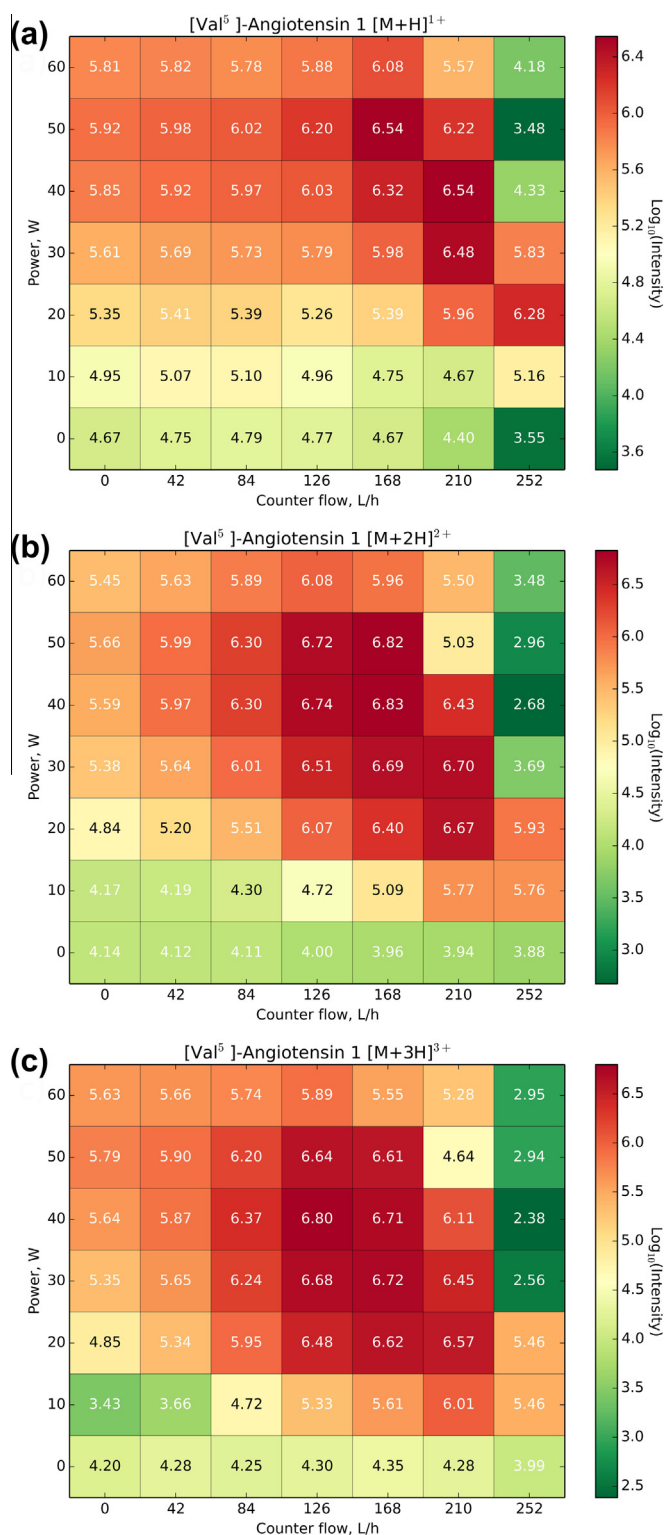 (a)
[Val⁵ ]-Angiotensin 1 [M+H]¹⁺
60 5.81 5.82 5.78 5.88 6.08 5.57 4.18
50 5.92 5.98 6.02 6.20 6.54 6.22 3.48
40 5.85 5.92 5.97 6.03 6.32 6.54 4.33
30 5.61 5.69 5.73 5.79 5.98 6.48 5.83
20 5.35 5.41 5.39 5.26 5.39 5.96 6.28
10 4.95 5.07 5.10 4.96 4.75 4.67 5.16
0 4.67 4.75 4.79 4.77 4.67 4.40 3.55
Power, W
0 42 84 126 168 210 252
Counter flow, L/h
6.4
6.0
5.6
5.2
4.8
4.4
4.0
3.6
Log₁₀(Intensity)
(b)
[Val⁵ ]-Angiotensin 1 [M+2H]²⁺
60 5.45 5.63 5.89 6.08 5.96 5.50 3.48
50 5.66 5.99 6.30 6.72 6.82 5.03 2.96
40 5.59 5.97 6.30 6.74 6.83 6.43 2.68
30 5.38 5.64 6.01 6.51 6.69 6.70 3.69
20 4.84 5.20 5.51 6.07 6.40 6.67 5.93
10 4.17 4.19 4.30 4.72 5.09 5.77 5.76
0 4.14 4.12 4.11 4.00 3.96 3.94 3.88
Power, W
0 42 84 126 168 210 252
Counter flow, L/h
6.5
6.0
5.5
5.0
4.5
4.0
3.5
3.0
Log₁₀(Intensity)
(c)
[Val⁵ ]-Angiotensin 1 [M+3H]³⁺
60 5.63 5.66 5.74 5.89 5.55 5.28 2.95
50 5.79 5.90 6.20 6.64 6.61 4.64 2.94
40 5.64 5.87 6.37 6.80 6.71 6.11 2.38
30 5.35 5.65 6.24 6.68 6.72 6.45 2.56
20 4.85 5.34 5.95 6.48 6.62 6.57 5.46
10 3.43 3.66 4.72 5.33 5.61 6.01 5.46
0 4.20 4.28 4.25 4.30 4.35 4.28 3.99
Power, W
0 42 84 126 168 210 252
Counter flow, L/h
6.5
6.0
5.5
5.0
4.5
4.0
3.5
3.0
2.5
Log₁₀(Intensity)